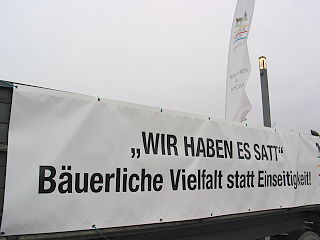 „WIR HABEN ES SATT“
Bäuerliche Vielfalt statt Einseitigkeit!